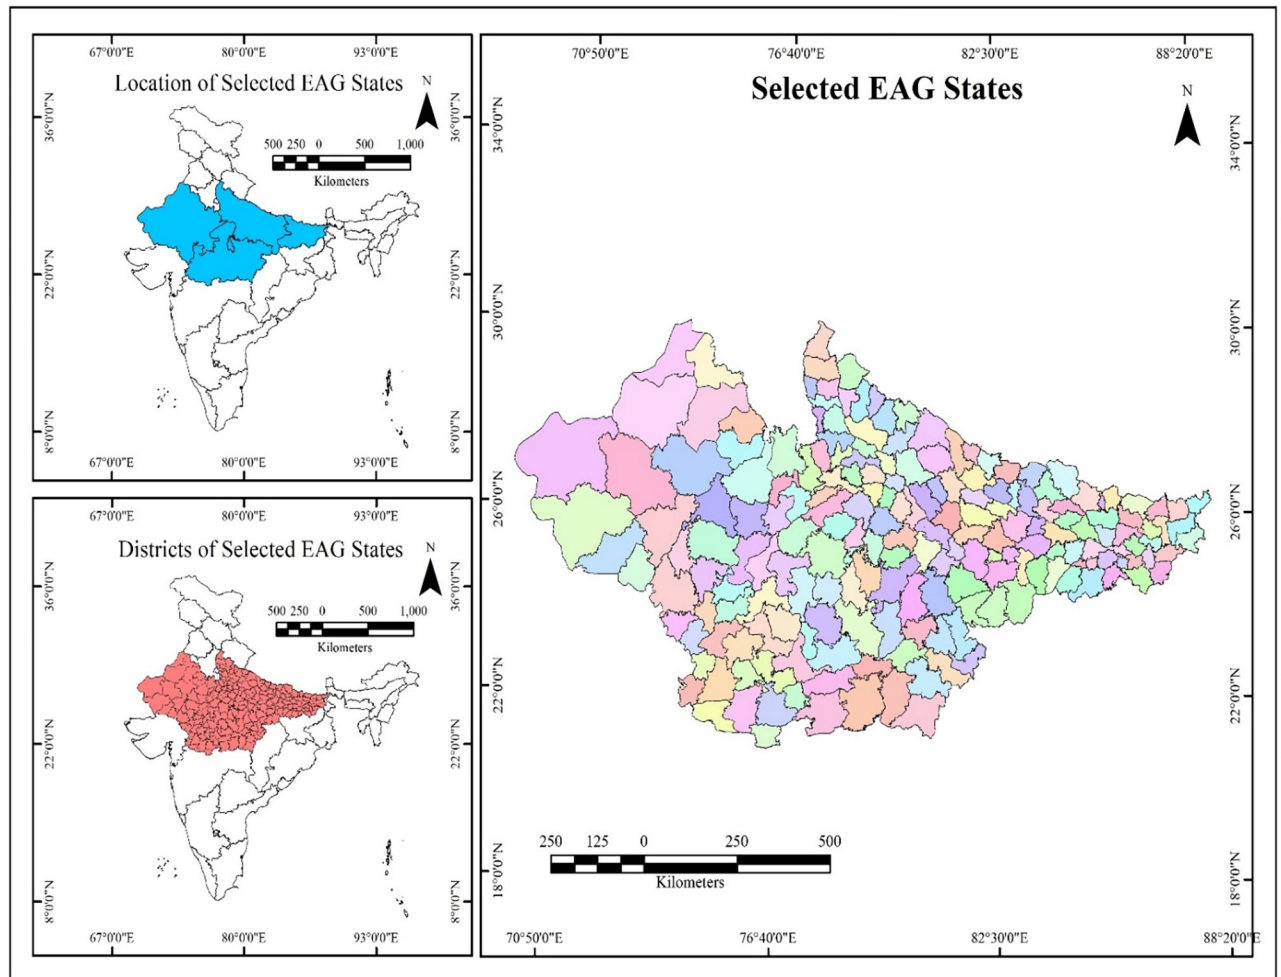 67°0'0"E 80°0'0"E 93°0'0"E
Location of Selected EAG States
N
36°0'0"N 36°0'0"N
500 250 0 500 1,000
Kilometers
22°0'0"N 22°0'0"N
8°0'0"N 8°0'0"N
67°0'0"E 80°0'0"E 93°0'0"E
67°0'0"E 80°0'0"E 93°0'0"E
Districts of Selected EAG States
N
36°0'0"N 36°0'0"N
500 250 0 500 1,000
Kilometers
22°0'0"N 22°0'0"N
8°0'0"N 8°0'0"N
67°0'0"E 80°0'0"E 93°0'0"E
70°50'0"E 76°40'0"E 82°30'0"E 88°20'0"E
Selected EAG States
N
34°0'0"N 34°0'0"N
30°0'0"N 30°0'0"N
26°0'0"N 26°0'0"N
22°0'0"N 22°0'0"N
250 125 0 250 500
Kilometers
18°0'0"N 18°0'0"N
70°50'0"E 76°40'0"E 82°30'0"E 88°20'0"E